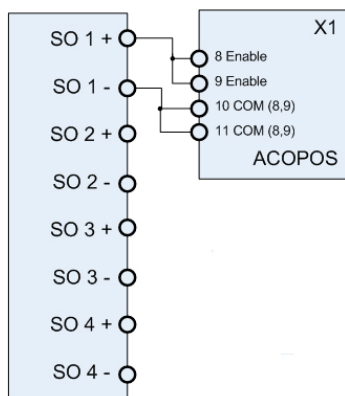 SO 1 +
SO 1 -
SO 2 +
SO 2 -
SO 3 +
SO 3 -
SO 4 +
SO 4 -
X1
8 Enable
9 Enable
10 COM (8,9)
11 COM (8,9)
ACOPOS